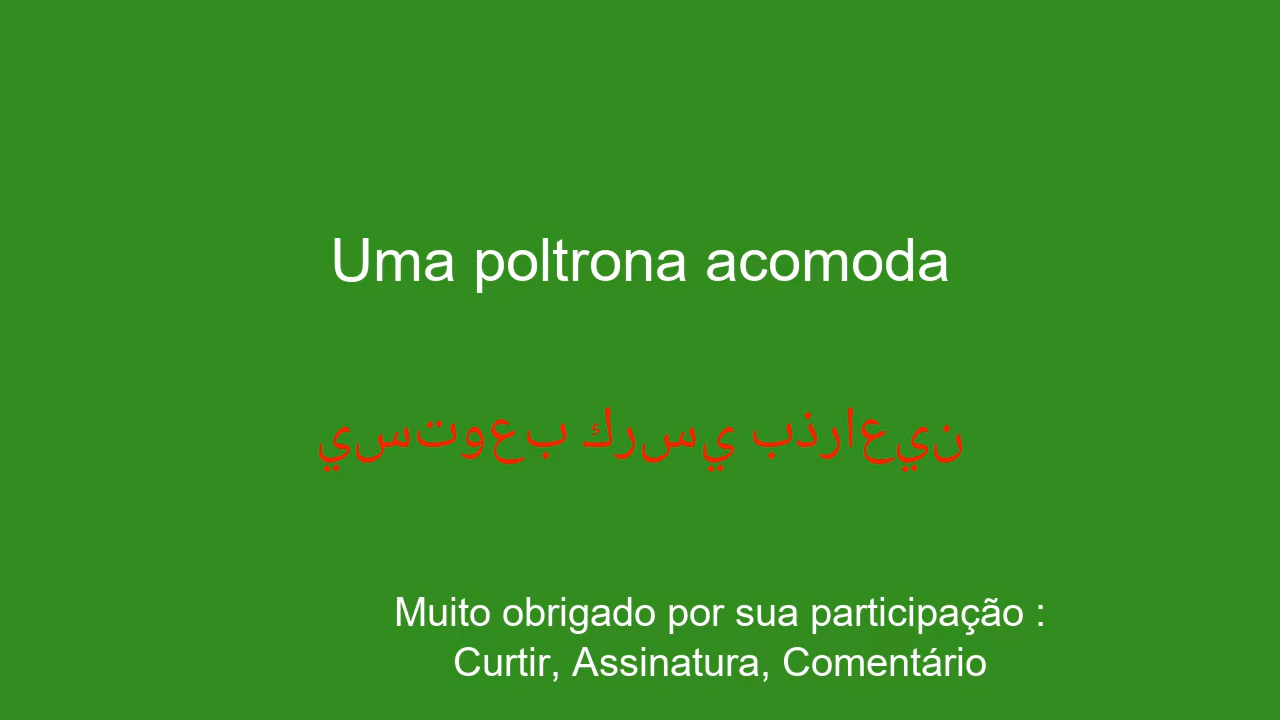 Uma poltrona acomoda
يستوعب كرسي بذراعين
Muito obrigado por sua participação :
Curtir, Assinatura, Comentário